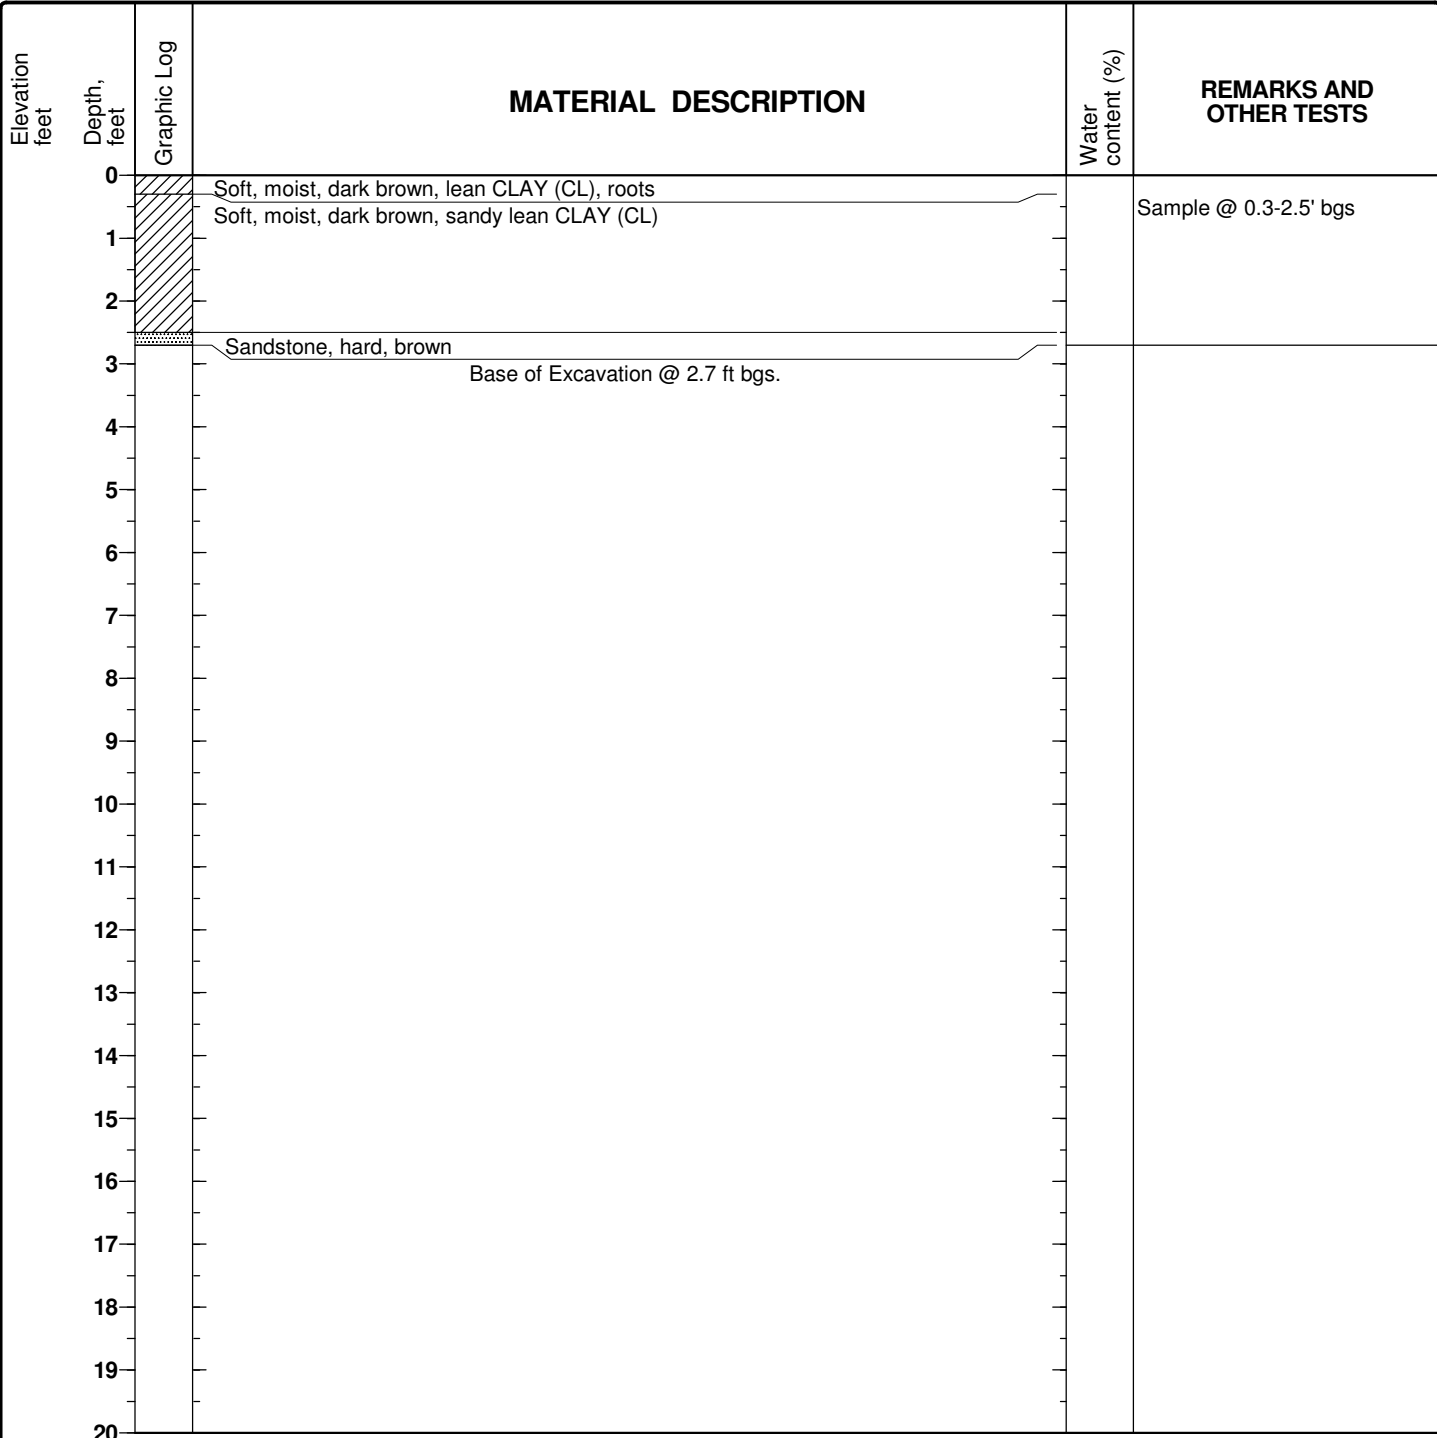 Elevation
feet
Depth,
feet
Graphic Log
MATERIAL DESCRIPTION
Water
content (%)
REMARKS AND
OTHER TESTS
0
Soft, moist, dark brown, lean CLAY (CL), roots
Soft, moist, dark brown, sandy lean CLAY (CL)
Sample @ 0.3-2.5' bgs
1
2
Sandstone, hard, brown
3
Base of Excavation @ 2.7 ft bgs.
4
5
6
7
8
9
10
11
12
13
14
15
16
17
18
19
20